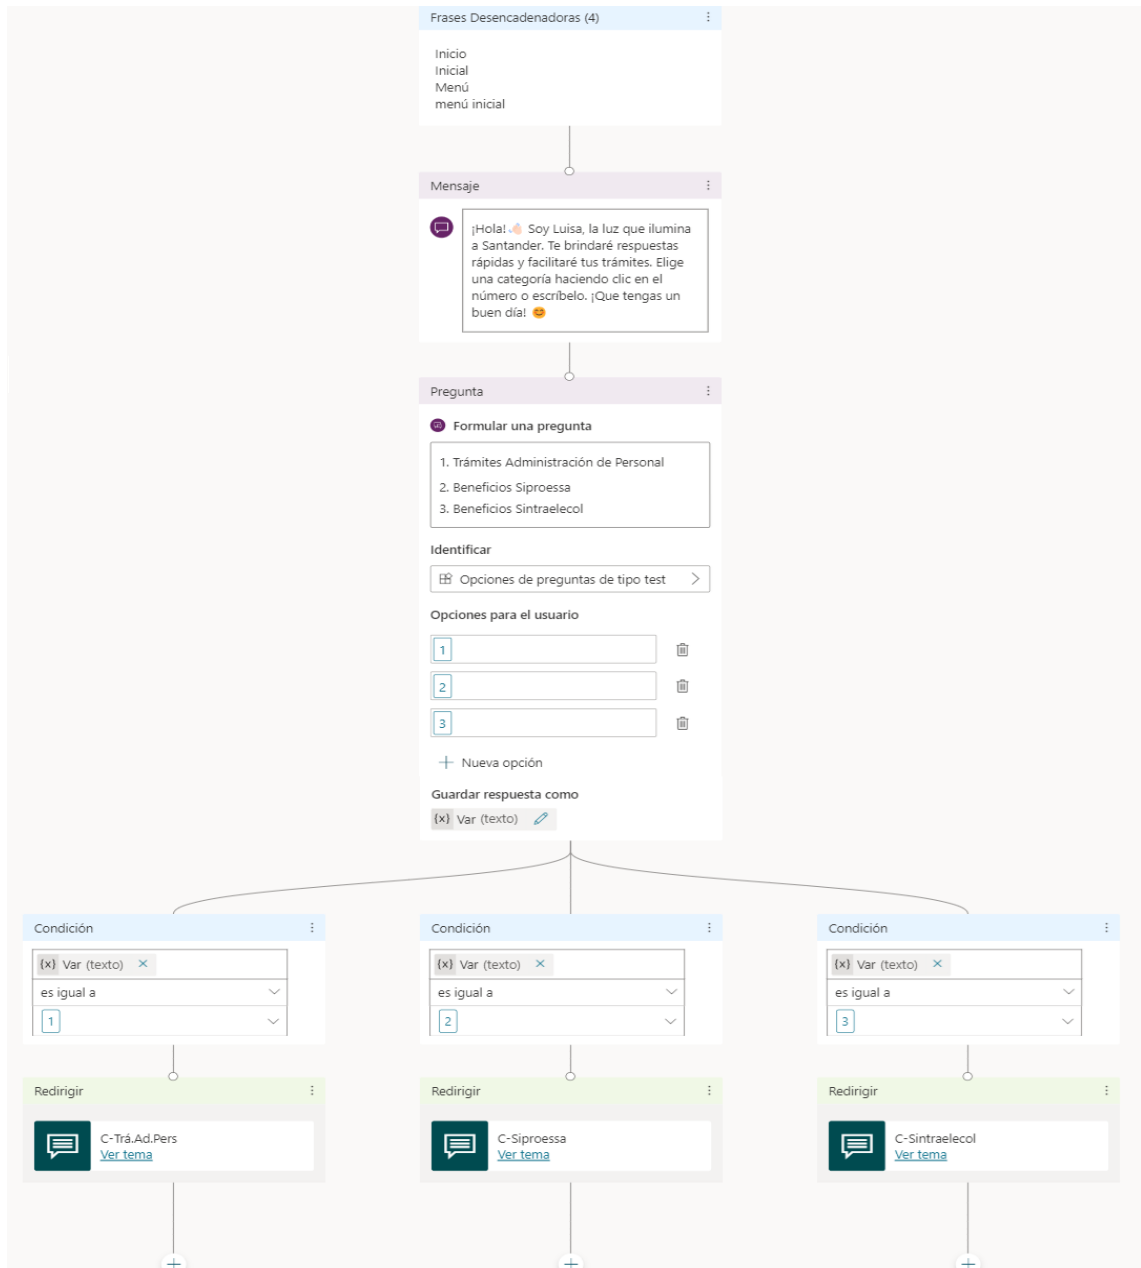 Frases Desencadenadoras (4)
Inicio
Inicial
Menú
menú inicial
Mensaje
¡Hola!👋🏻 Soy Luisa, la luz que ilumina
a Santander. Te brindaré respuestas
rápidas y facilitaré tus trámites. Elige
una categoría haciendo clic en el
número o escríbelo. ¡Que tengas un
buen día! 😊
Pregunta
Formular una pregunta
1. Trámites Administración de Personal
2. Beneficios Siproessa
3. Beneficios Sintraelecol
Identificar
Opciones de preguntas de tipo test
Opciones para el usuario
1
2
3
+ Nueva opción
Guardar respuesta como
{x} Var (texto)
Condición
{x} Var (texto) ×
es igual a
1
Redirigir
C-Trá.Ad.Pers
Ver tema
Condición
{x} Var (texto) ×
es igual a
2
Redirigir
C-Siproessa
Ver tema
Condición
{x} Var (texto) ×
es igual a
3
Redirigir
C-Sintraelecol
Ver tema